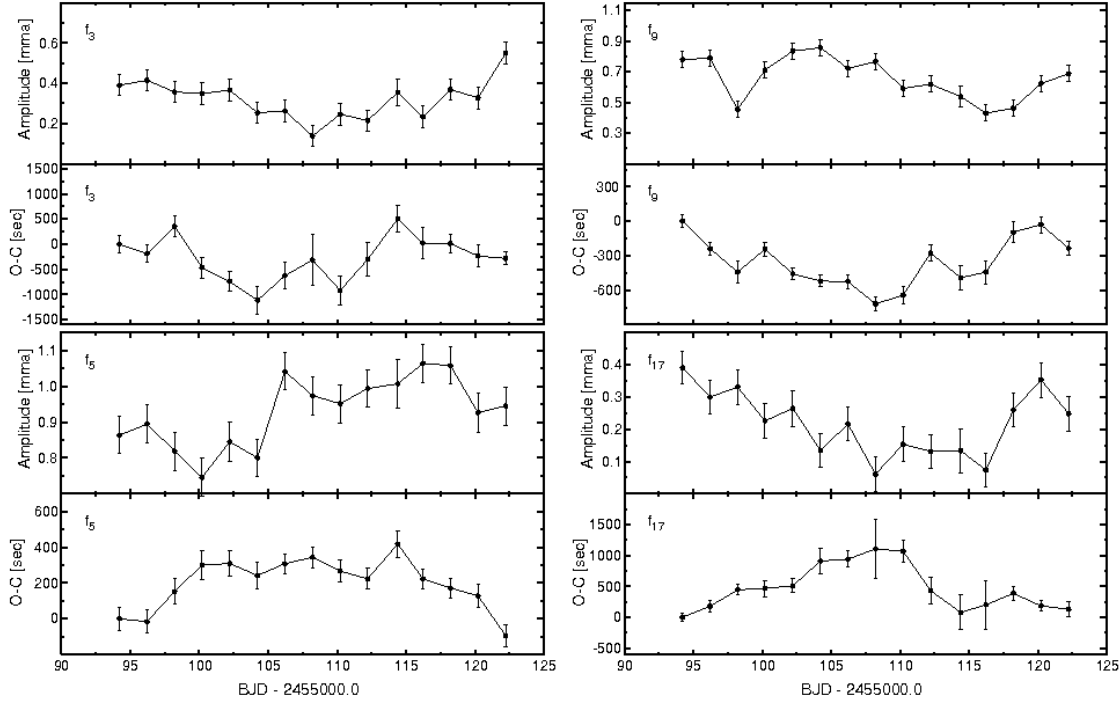 Amplitude [mma]
0.6
0.4
0.2
f3
O-C [sec]
1500
1000
500
0
-500
-1000
-1500
f3
Amplitude [mma]
1.1
1.0
0.9
0.8
f5
O-C [sec]
600
400
200
0
f5
90 95 100 105 110 115 120 125
BJD - 2455000.0
Amplitude [mma]
1.1
0.9
0.7
0.5
0.3
f9
O-C [sec]
300
0
-300
-600
f9
Amplitude [mma]
0.4
0.3
0.2
0.1
f17
O-C [sec]
1500
1000
500
0
-500
f17
90 95 100 105 110 115 120 125
BJD - 2455000.0